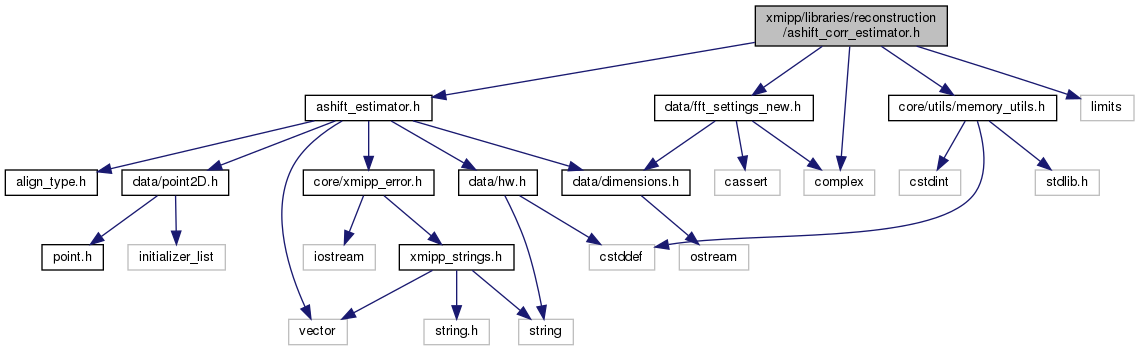 xmipp/libraries/reconstruction
/ashift_corr_estimator.h
ashift_estimator.h
data/fft_settings_new.h
core/utils/memory_utils.h
limits
align_type.h
data/point2D.h
core/xmipp_error.h
data/hw.h
data/dimensions.h
cassert
complex
cstdint
stdlib.h
point.h
initializer_list
iostream
xmipp_strings.h
cstddef
ostream
vector
string.h
string